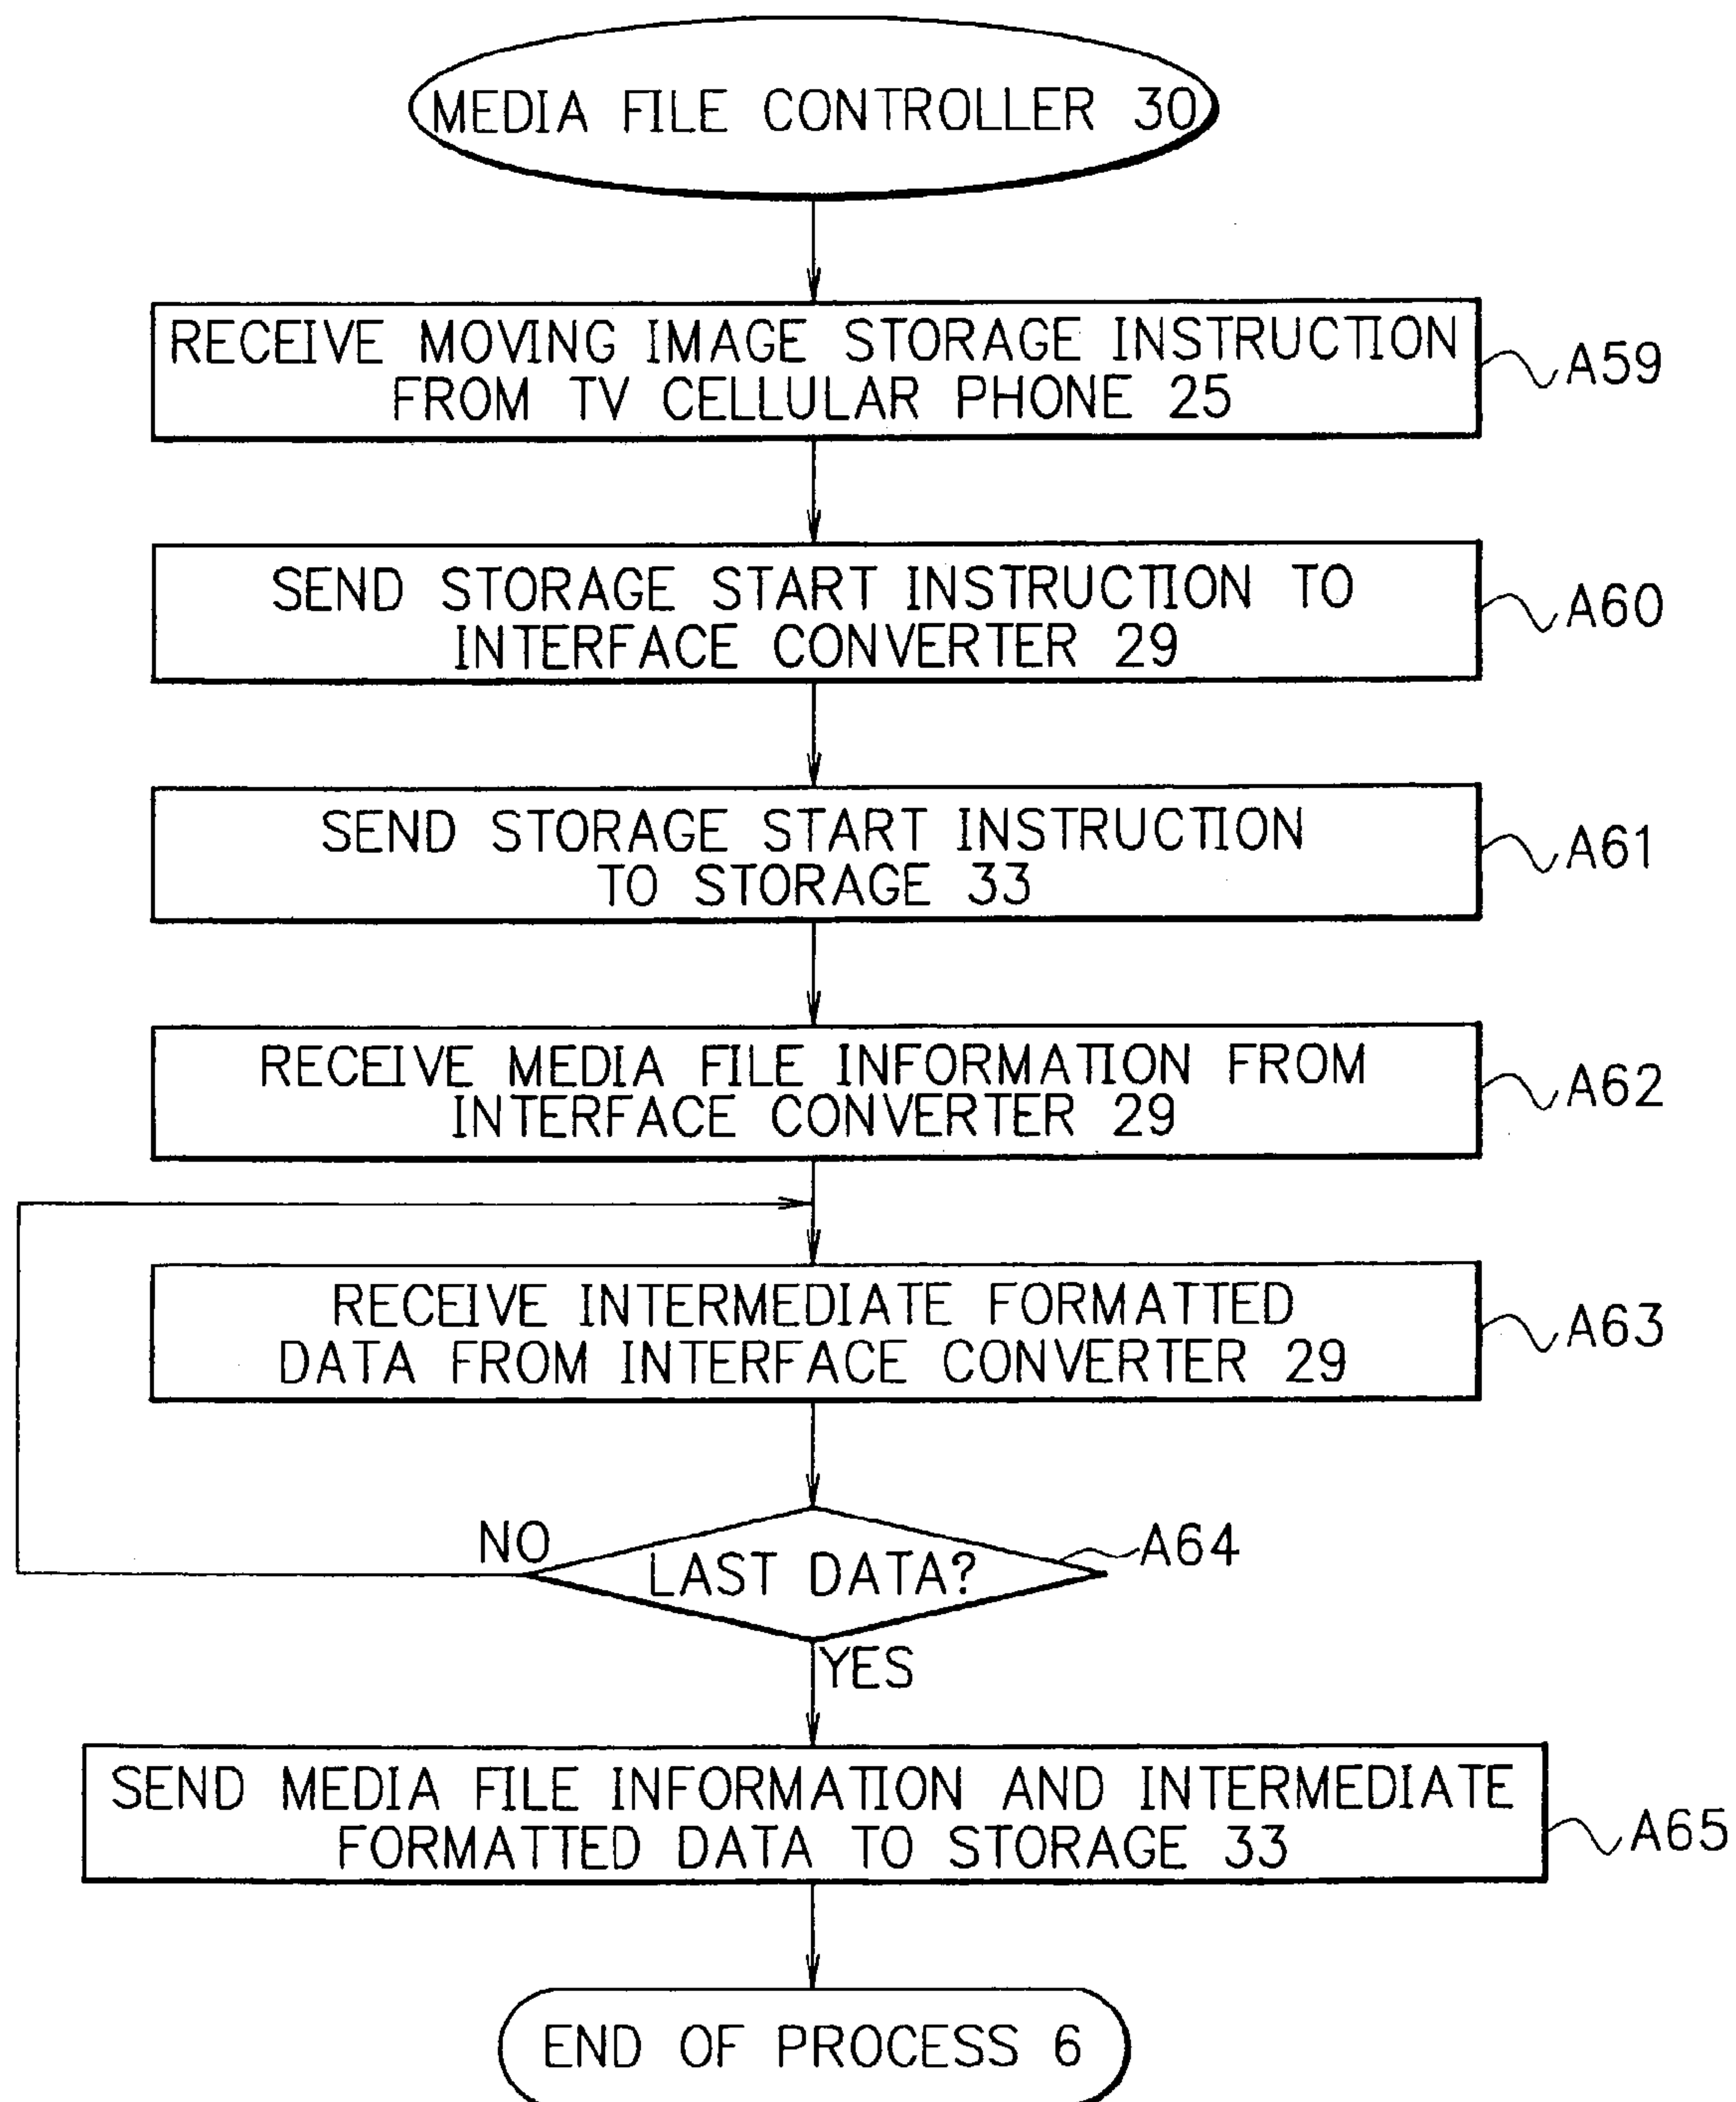 MEDIA FILE CONTROLLER 30
RECEIVE MOVING IMAGE STORAGE INSTRUCTION
FROM TV CELLULAR PHONE 25
A59
SEND STORAGE START INSTRUCTION TO
INTERFACE CONVERTER 29
A60
SEND STORAGE START INSTRUCTION
TO STORAGE 33
A61
RECEIVE MEDIA FILE INFORMATION FROM
INTERFACE CONVERTER 29
A62
RECEIVE INTERMEDIATE FORMATTED
DATA FROM INTERFACE CONVERTER 29
A63
NO
LAST DATA?
A64
YES
SEND MEDIA FILE INFORMATION AND INTERMEDIATE
FORMATTED DATA TO STORAGE 33
A65
END OF PROCESS 6